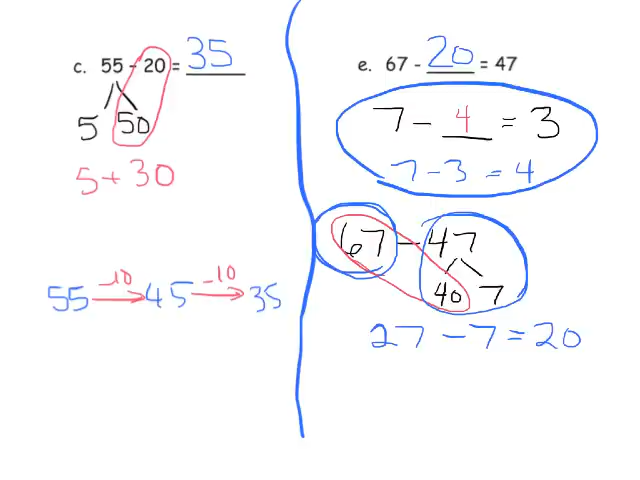 c. 55 - 20 = 35
5 50
5 + 30
-10 -10
55 → 45 → 35
e. 67 - 20 = 47
7 - 4 = 3
7 - 3 = 4
67 - 47
40 7
27 - 7 = 20